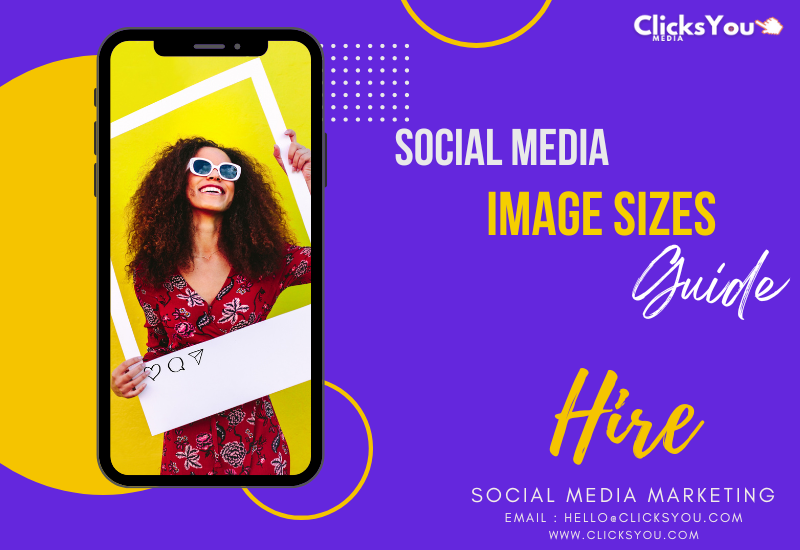 ClicksYou
MEDIA
SOCIAL MEDIA
IMAGE SIZES
Guide
Hire
SOCIAL MEDIA MARKETING
EMAIL : HELLO@CLICKSYOU.COM
WWW.CLICKSYOU.COM